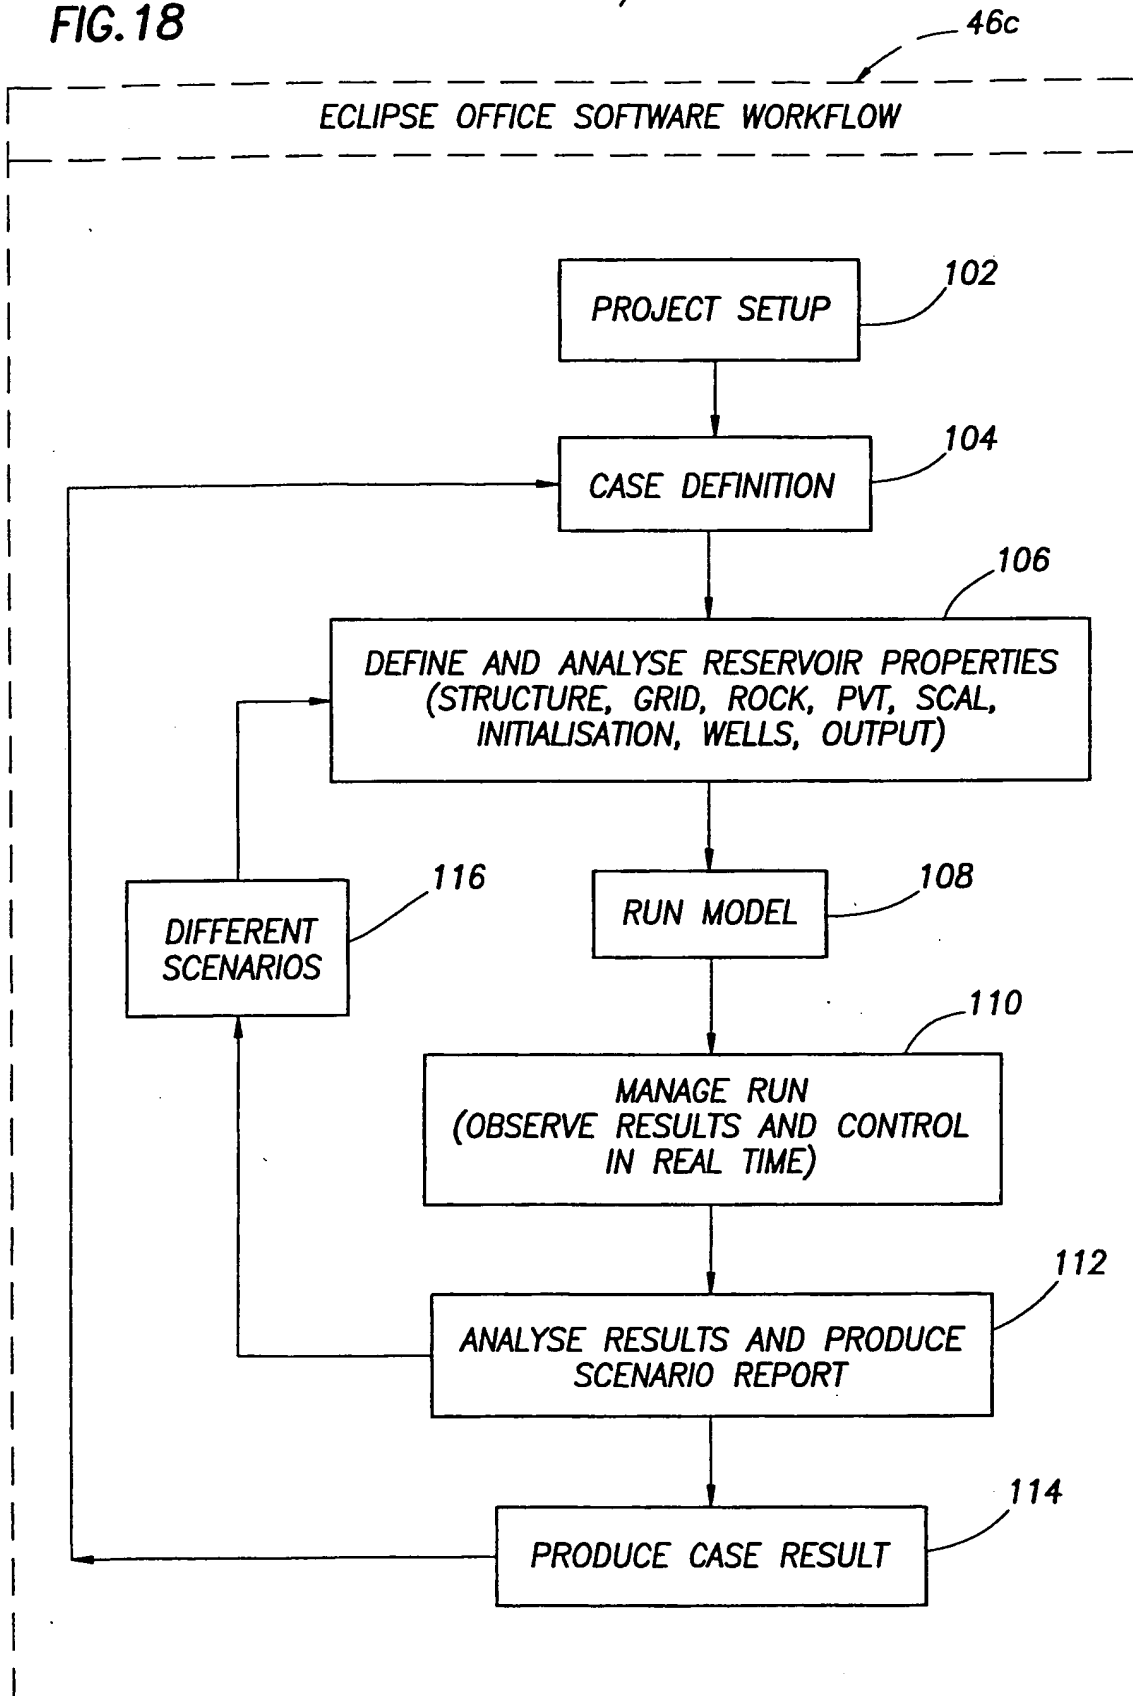 FIG.18
46c
ECLIPSE OFFICE SOFTWARE WORKFLOW
PROJECT SETUP
102
CASE DEFINITION
104
106
DEFINE AND ANALYSE RESERVOIR PROPERTIES
(STRUCTURE, GRID, ROCK, PVT, SCAL,
INITIALISATION, WELLS, OUTPUT)
116
DIFFERENT
SCENARIOS
108
RUN MODEL
110
MANAGE RUN
(OBSERVE RESULTS AND CONTROL
IN REAL TIME)
112
ANALYSE RESULTS AND PRODUCE
SCENARIO REPORT
114
PRODUCE CASE RESULT